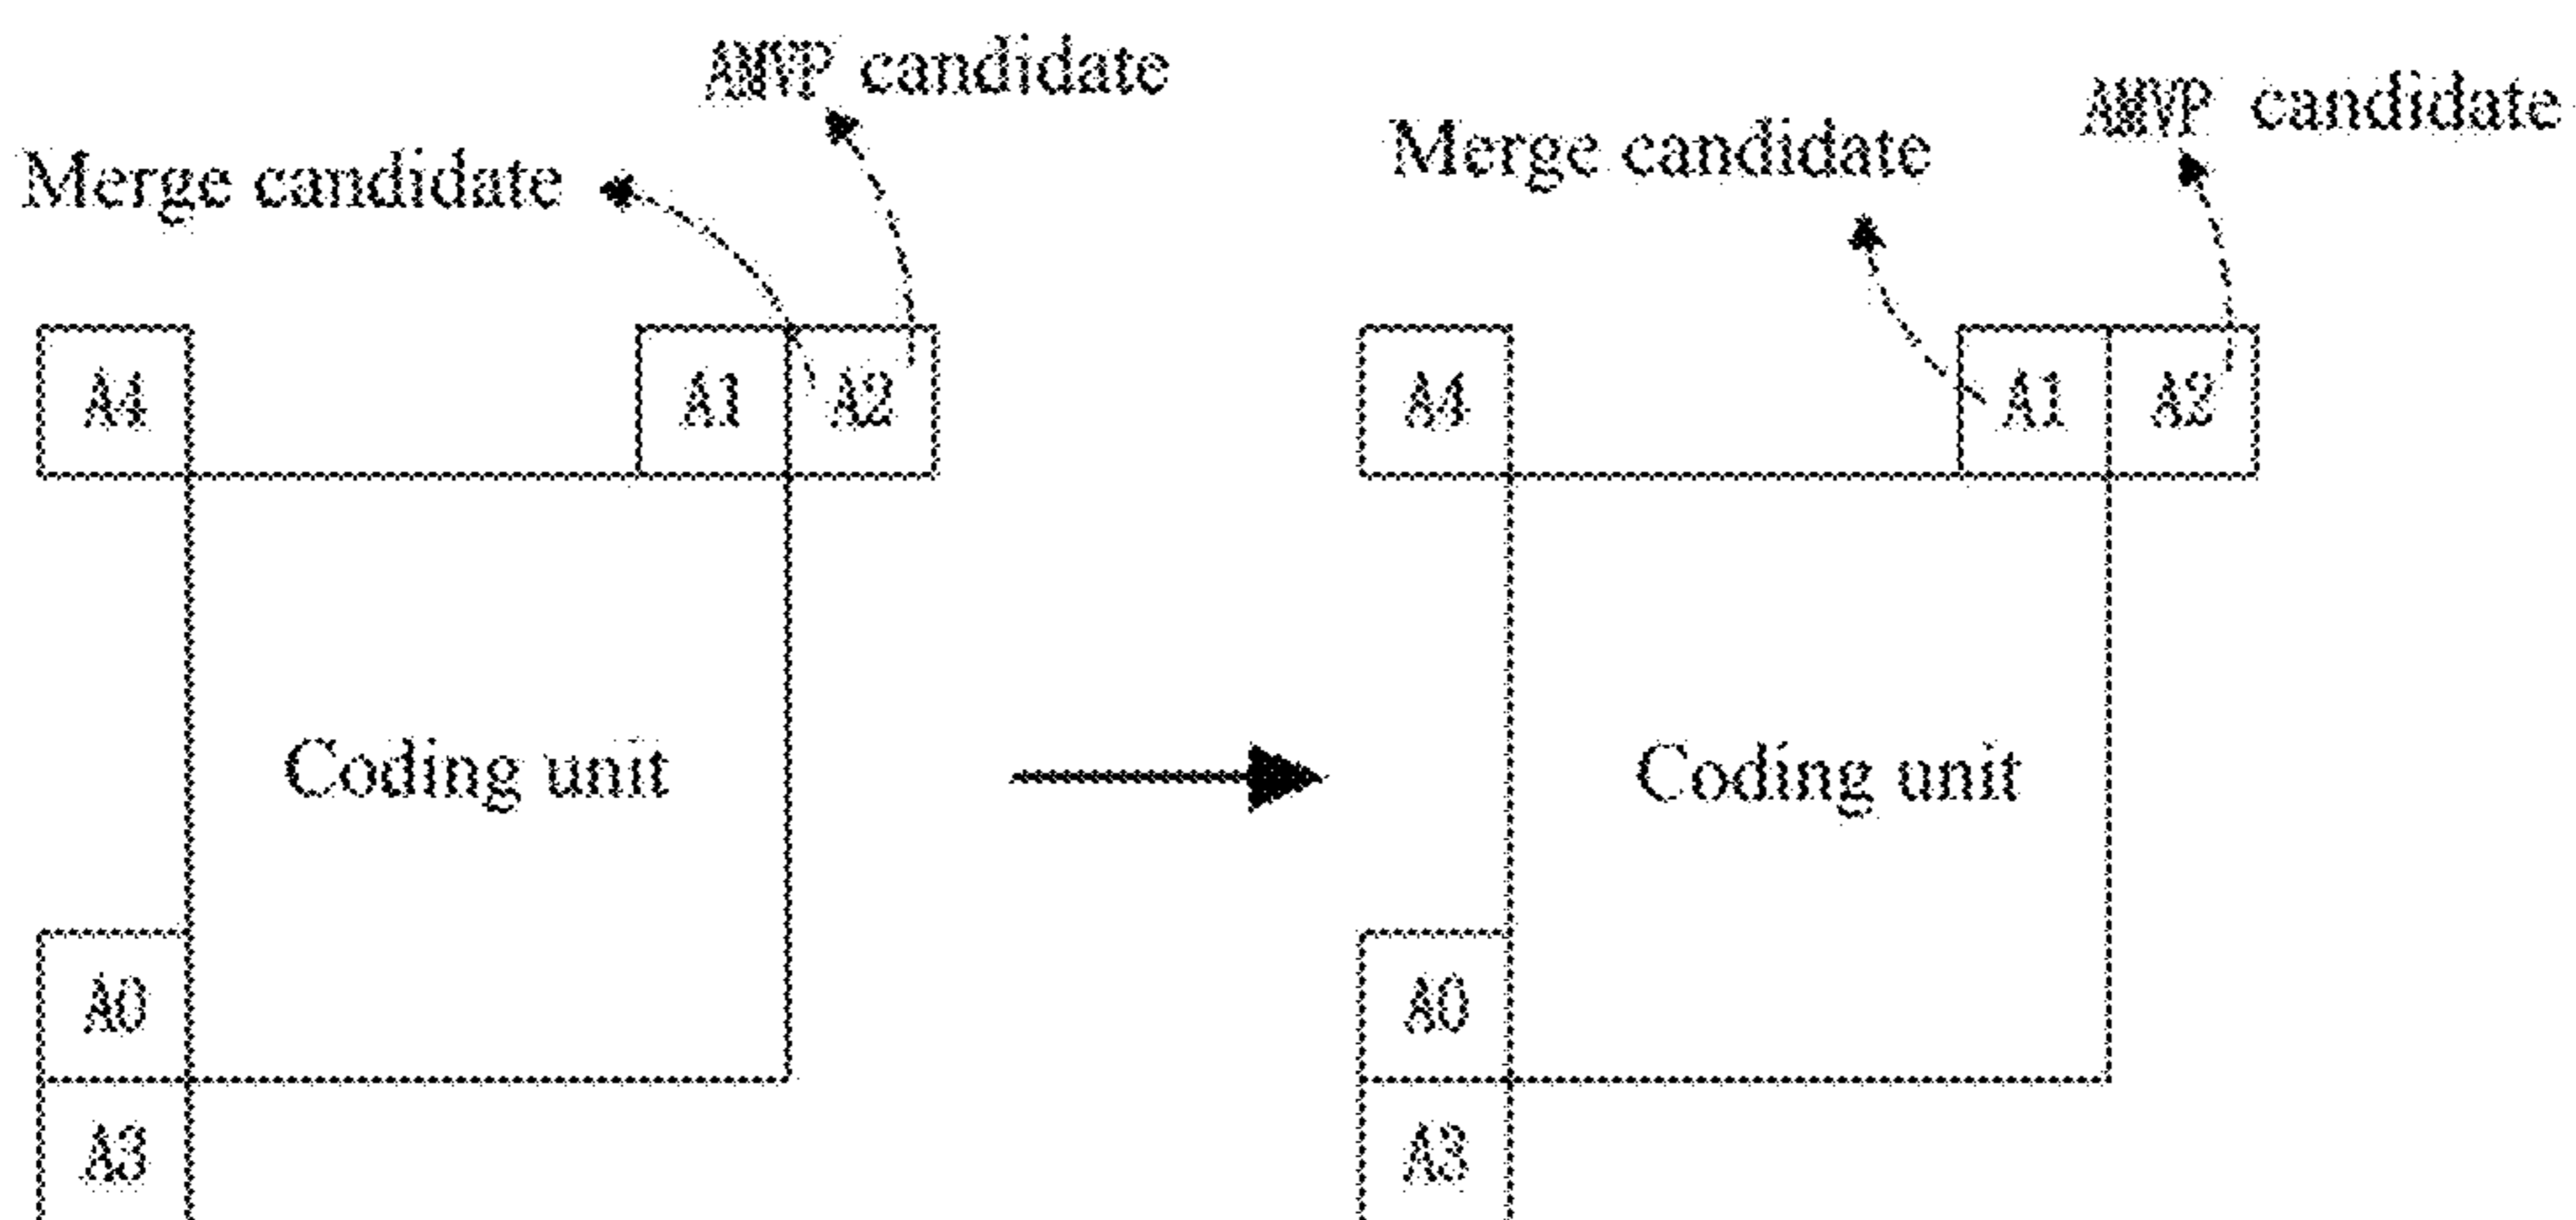 AMVP candidate
Merge candidate
A4
A1
A2
Coding unit
A0
A3
AMVP candidate
Merge candidate
A4
A1
A2
Coding unit
A0
A3